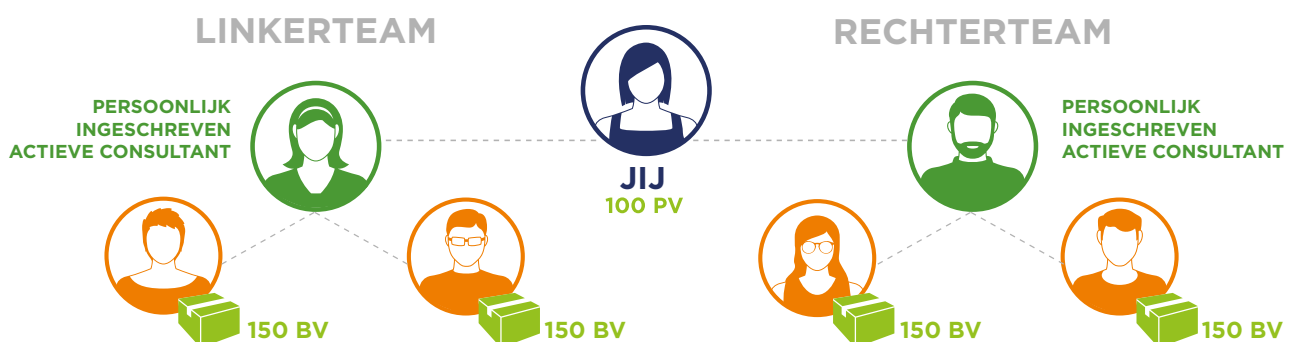 LINKERTEAM
RECHTERTEAM
PERSOONLIJK
INGESCHREVEN
ACTIEVE CONSULTANT
PERSOONLIJK
INGESCHREVEN
ACTIEVE CONSULTANT
JIJ
100 PV
150 BV
150 BV
150 BV
150 BV